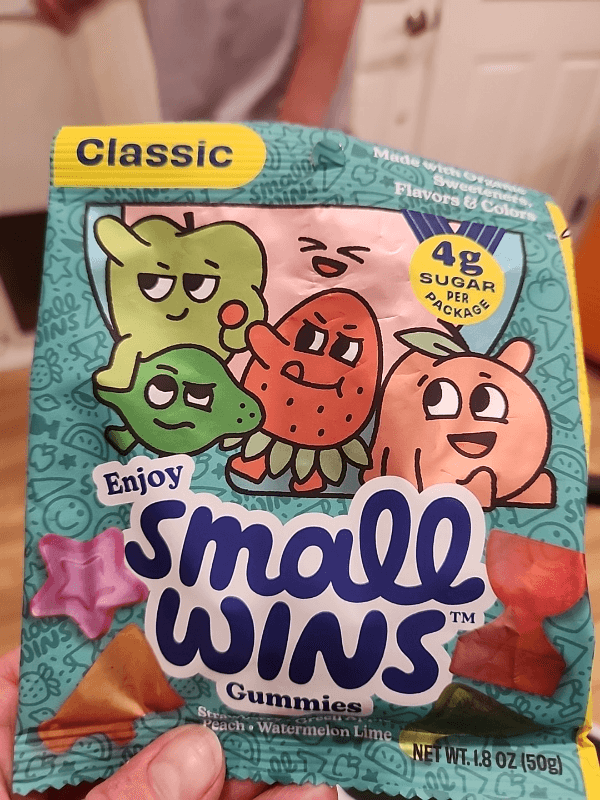 Classic
Made with Organic
Sweeteners,
Flavors & Colors
4g
SUGAR
PER
PACKAGE
Enjoy
Small
WINS™
Gummies
Green
Peach • Watermelon Lime
NET WT. 1.8 OZ (50g)